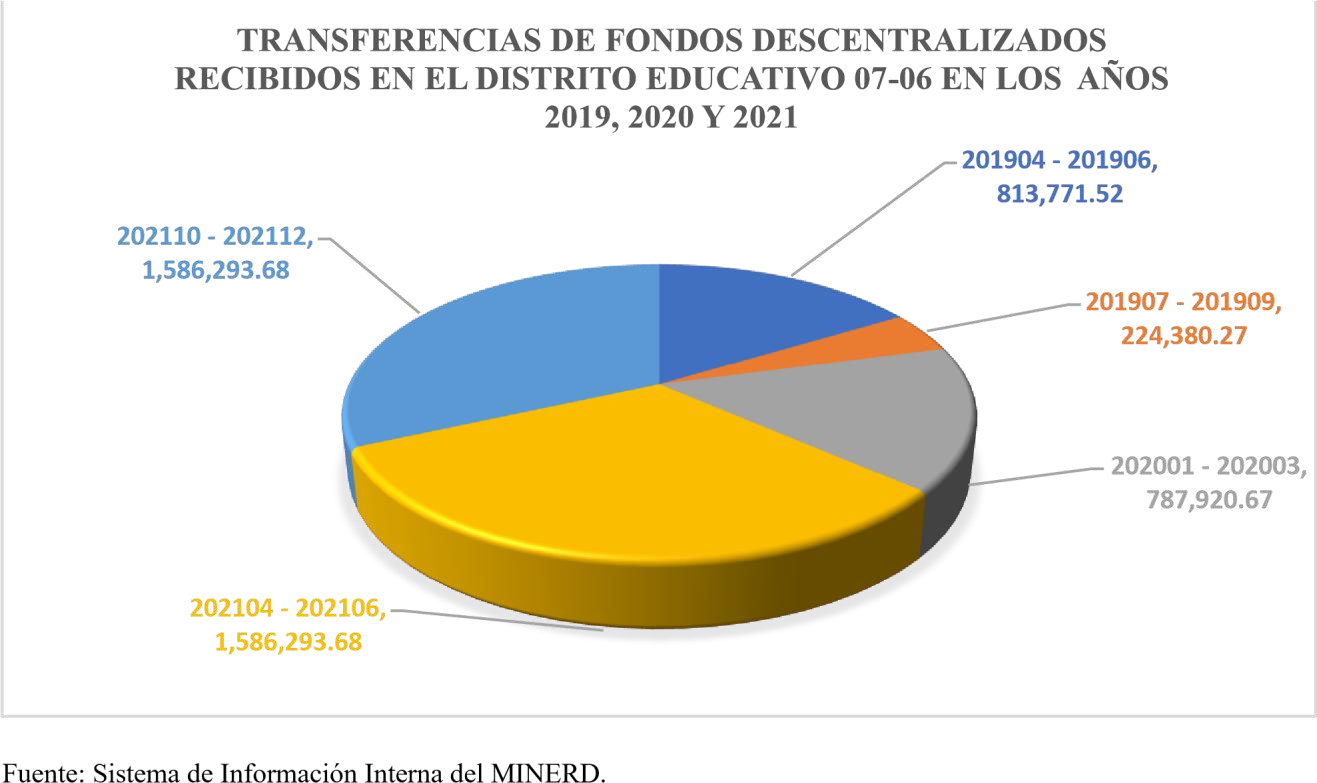 TRANSFERENCIAS DE FONDOS DESCENTRALIZADOS
RECIBIDOS EN EL DISTRITO EDUCATIVO 07-06 EN LOS AÑOS
2019, 2020 Y 2021
201904 - 201906,
813,771.52
202110 - 202112,
1,586,293.68
201907 - 201909,
224,380.27
202001 - 202003,
787,920.67
202104 - 202106,
1,586,293.68
Fuente: Sistema de Información Interna del MINERD.